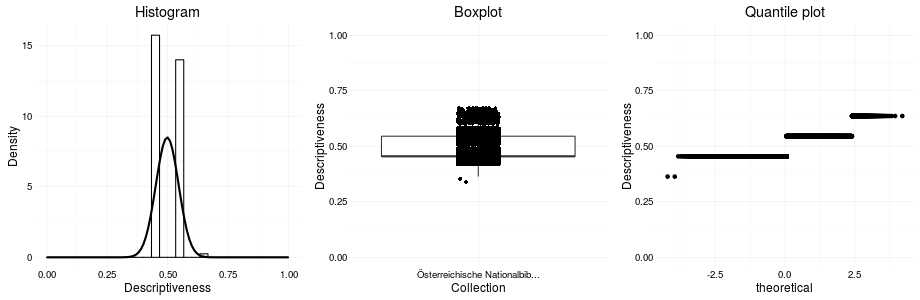 Histogram
Density
15
10
5
0
0.00 0.25 0.50 0.75 1.00
Descriptiveness
Boxplot
Descriptiveness
1.00
0.75
0.50
0.25
0.00
Österreichische Nationalbib...
Collection
Quantile plot
Descriptiveness
1.00
0.75
0.50
0.25
0.00
-2.5 0.0 2.5
theoretical